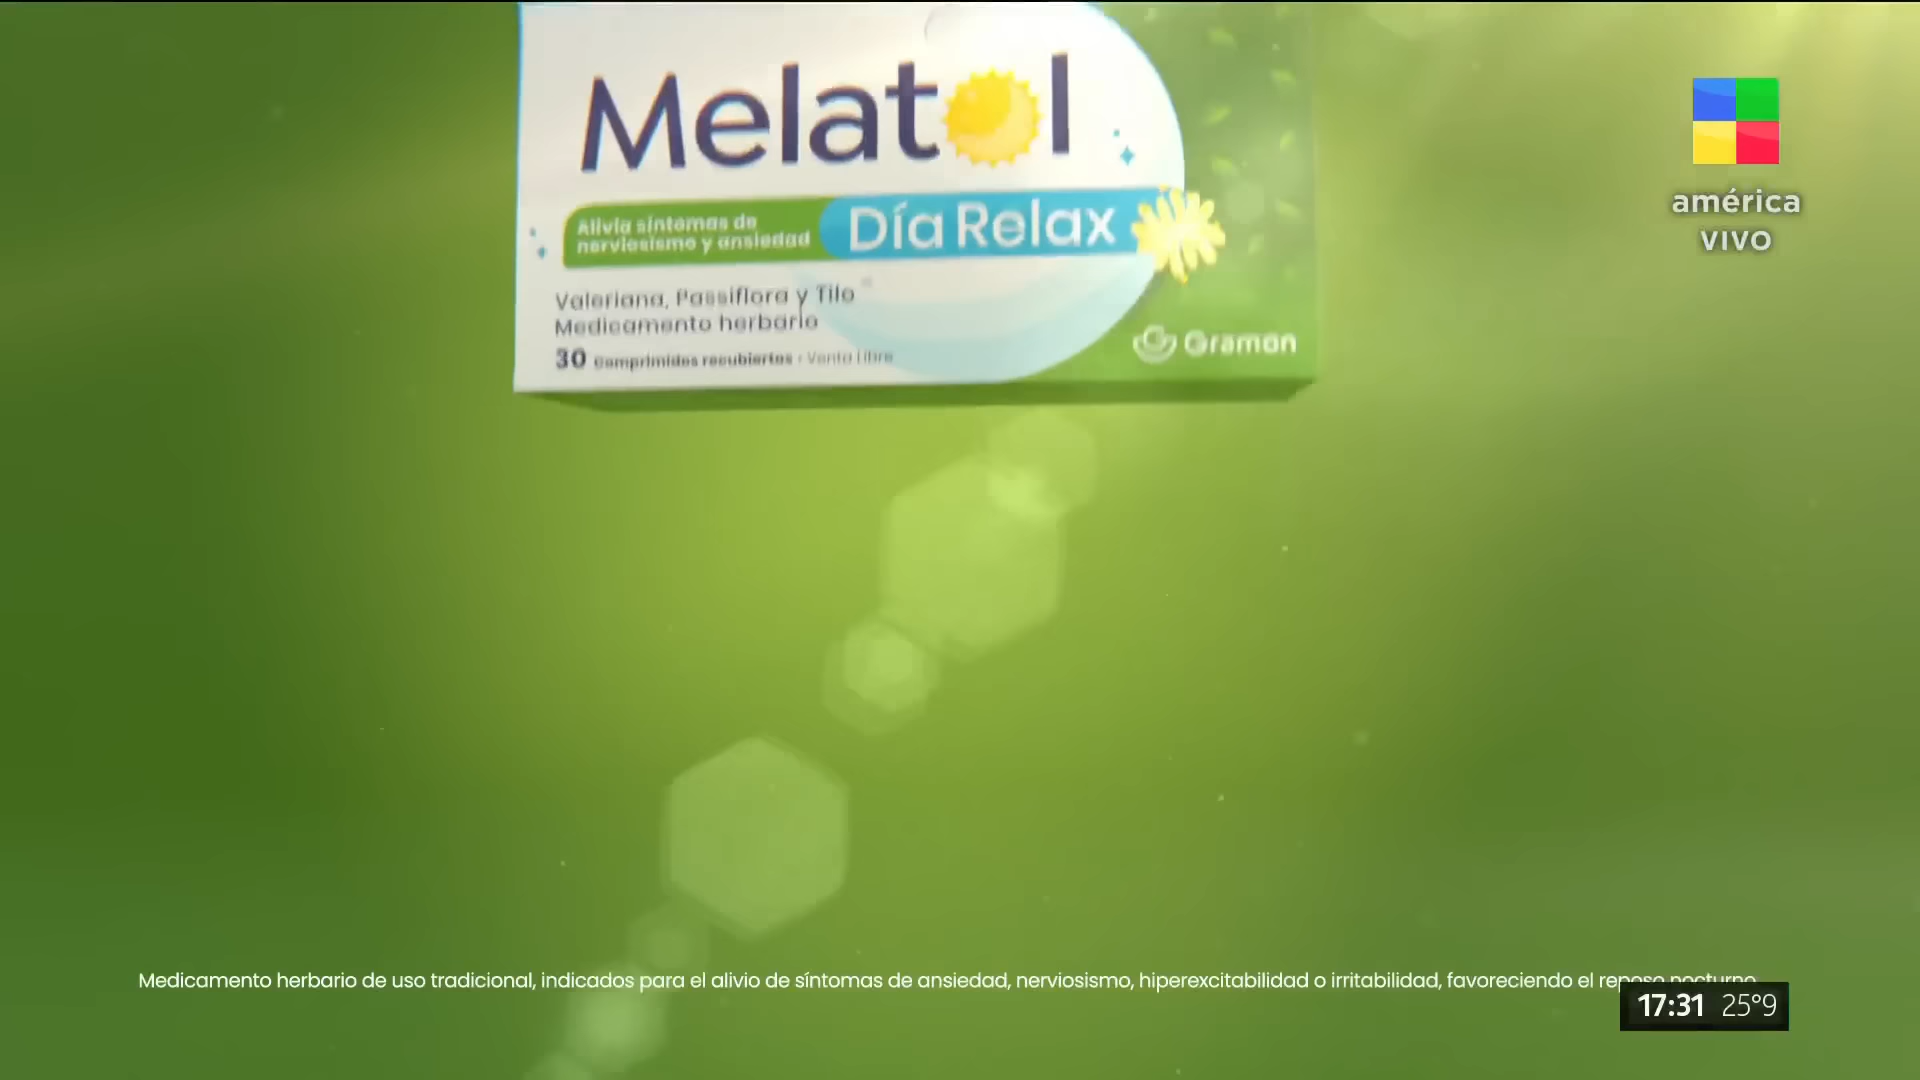 Melatol
Alivia síntomas de
nerviosismo y ansiedad
Día Relax
Valeriana, Passiflora y Tilo
Medicamento herbario
30 Comprimidos recubiertos • Venta Libre
Gramon
américa
VIVO
Medicamento herbario de uso tradicional, indicados para el alivio de síntomas de ansiedad, nerviosismo, hiperexcitabilidad o irritabilidad, favoreciendo el reposo nocturno
17:31 25°9